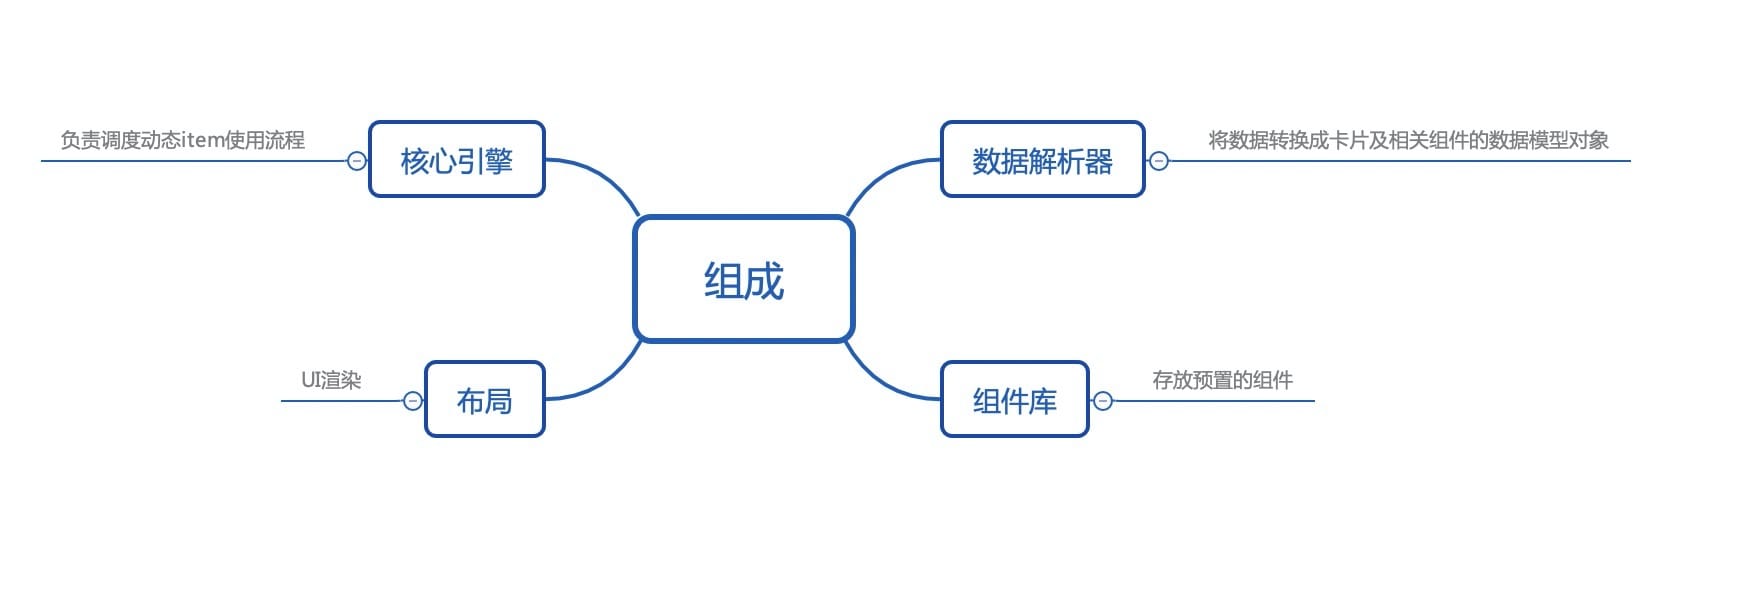 负责调度动态item使用流程
核心引擎
数据解析器
将数据转换成卡片及相关组件的数据模型对象
组成
UI渲染
布局
组件库
存放预置的组件